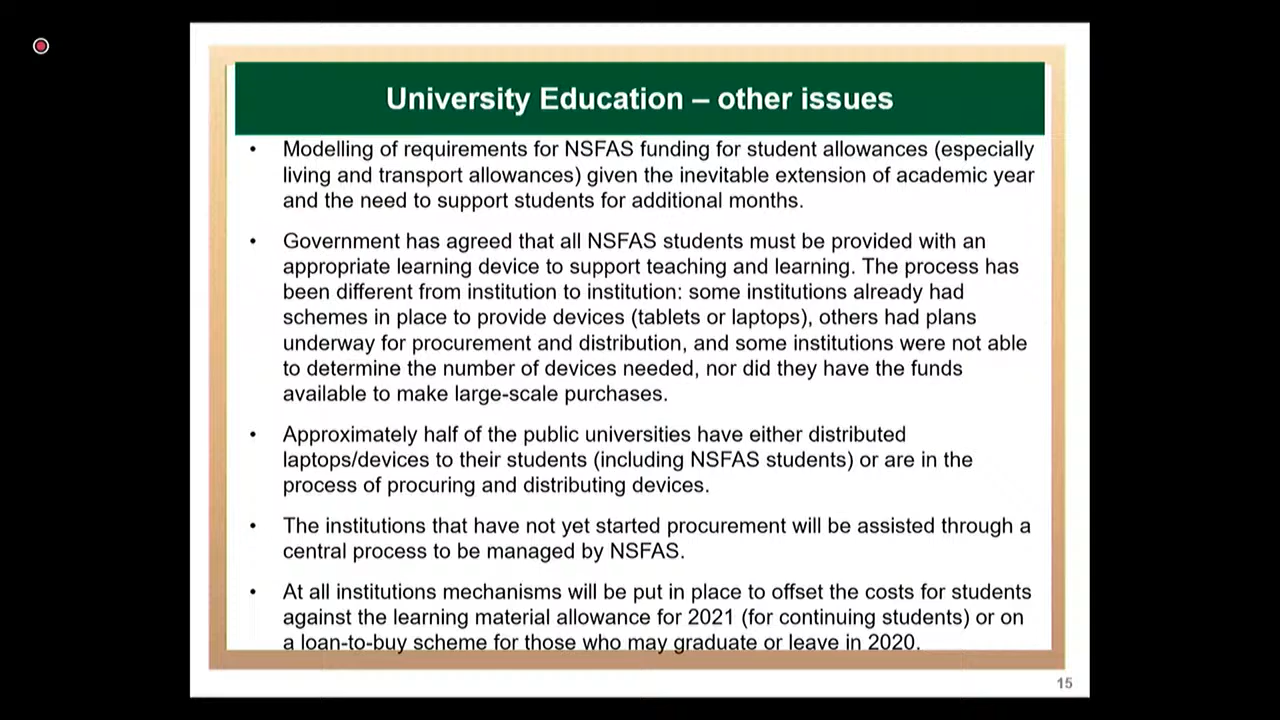 University Education – other issues
• Modelling of requirements for NSFAS funding for student allowances (especially
living and transport allowances) given the inevitable extension of academic year
and the need to support students for additional months.
• Government has agreed that all NSFAS students must be provided with an
appropriate learning device to support teaching and learning. The process has
been different from institution to institution: some institutions already had
schemes in place to provide devices (tablets or laptops), others had plans
underway for procurement and distribution, and some institutions were not able
to determine the number of devices needed, nor did they have the funds
available to make large-scale purchases.
• Approximately half of the public universities have either distributed
laptops/devices to their students (including NSFAS students) or are in the
process of procuring and distributing devices.
• The institutions that have not yet started procurement will be assisted through a
central process to be managed by NSFAS.
• At all institutions mechanisms will be put in place to offset the costs for students
against the learning material allowance for 2021 (for continuing students) or on
a loan-to-buy scheme for those who may graduate or leave in 2020.
15